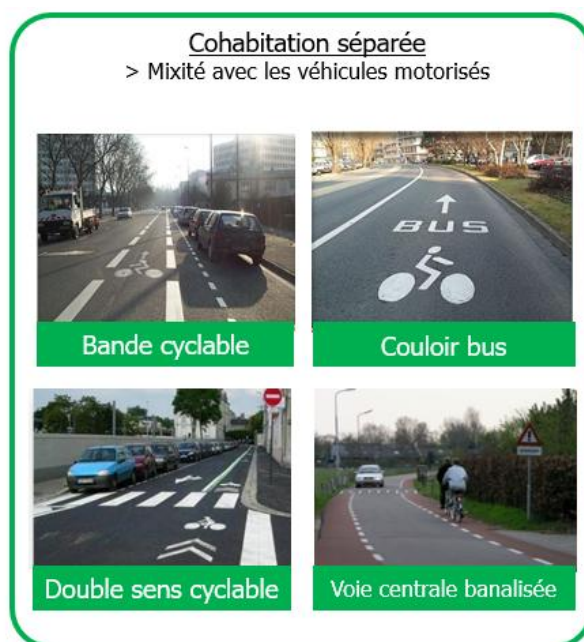 Cohabitation séparée
> Mixité avec les véhicules motorisés
BUS
Bande cyclable
Couloir bus
Double sens cyclable
Voie centrale banalisée